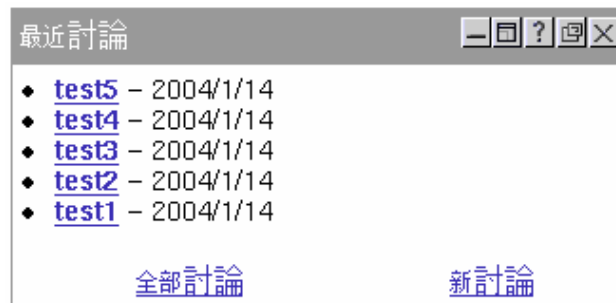 最近討論
test5 – 2004/1/14
test4 – 2004/1/14
test3 – 2004/1/14
test2 – 2004/1/14
test1 – 2004/1/14
全部討論 新討論